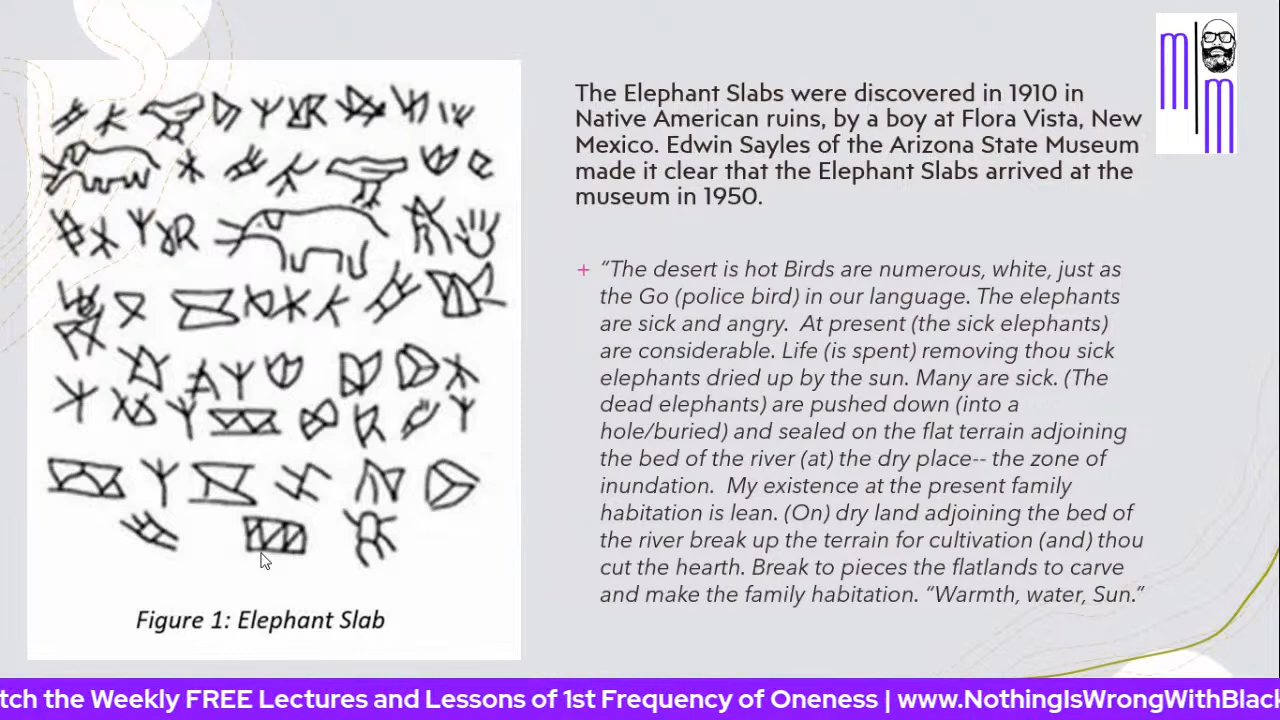 The Elephant Slabs were discovered in 1910 in
Native American ruins, by a boy at Flora Vista, New
Mexico. Edwin Sayles of the Arizona State Museum
made it clear that the Elephant Slabs arrived at the
museum in 1950.
+ “The desert is hot Birds are numerous, white, just as
the Go (police bird) in our language. The elephants
are sick and angry.  At present (the sick elephants)
are considerable. Life (is spent) removing thou sick
elephants dried up by the sun. Many are sick. (The
dead elephants) are pushed down (into a
hole/buried) and sealed on the flat terrain adjoining
the bed of the river (at) the dry place-- the zone of
inundation.  My existence at the present family
habitation is lean. (On) dry land adjoining the bed of
the river break up the terrain for cultivation (and) thou
cut the hearth. Break to pieces the flatlands to carve
and make the family habitation. “Warmth, water, Sun.”
Figure 1: Elephant Slab
tch the Weekly FREE Lectures and Lessons of 1st Frequency of Oneness | www.NothingIsWrongWithBlack